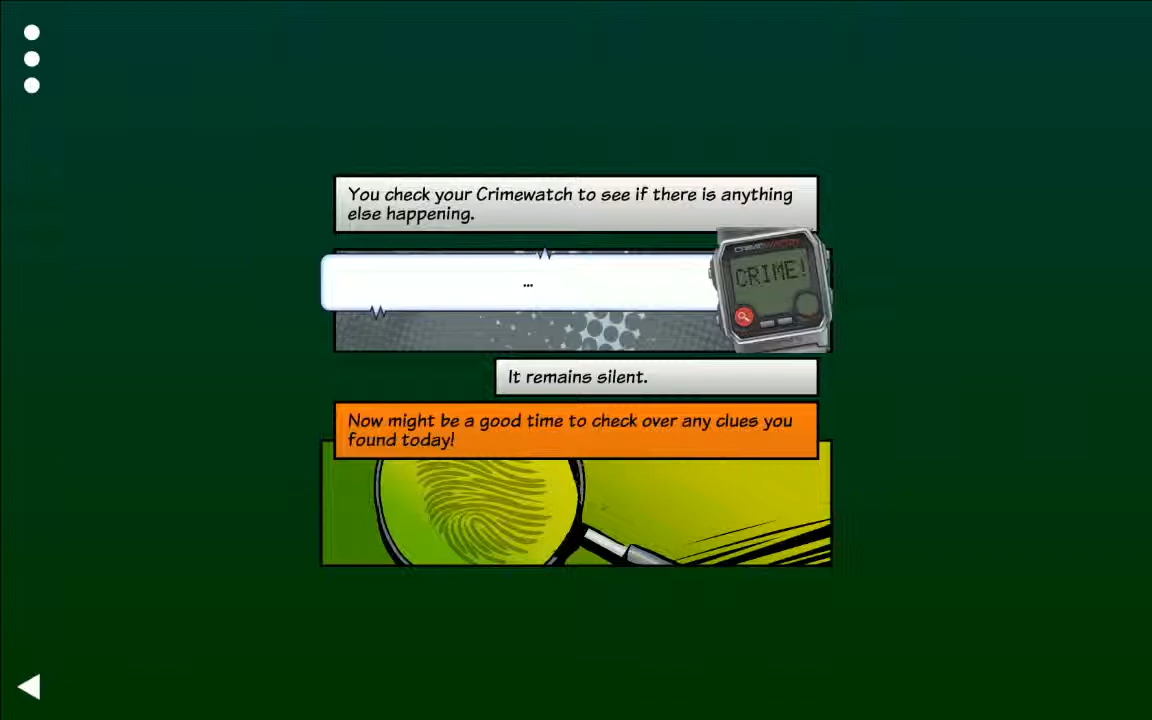 You check your Crimewatch to see if there is anything
else happening.
CRIMEWATCH
CRIME!
...
It remains silent.
Now might be a good time to check over any clues you
found today!